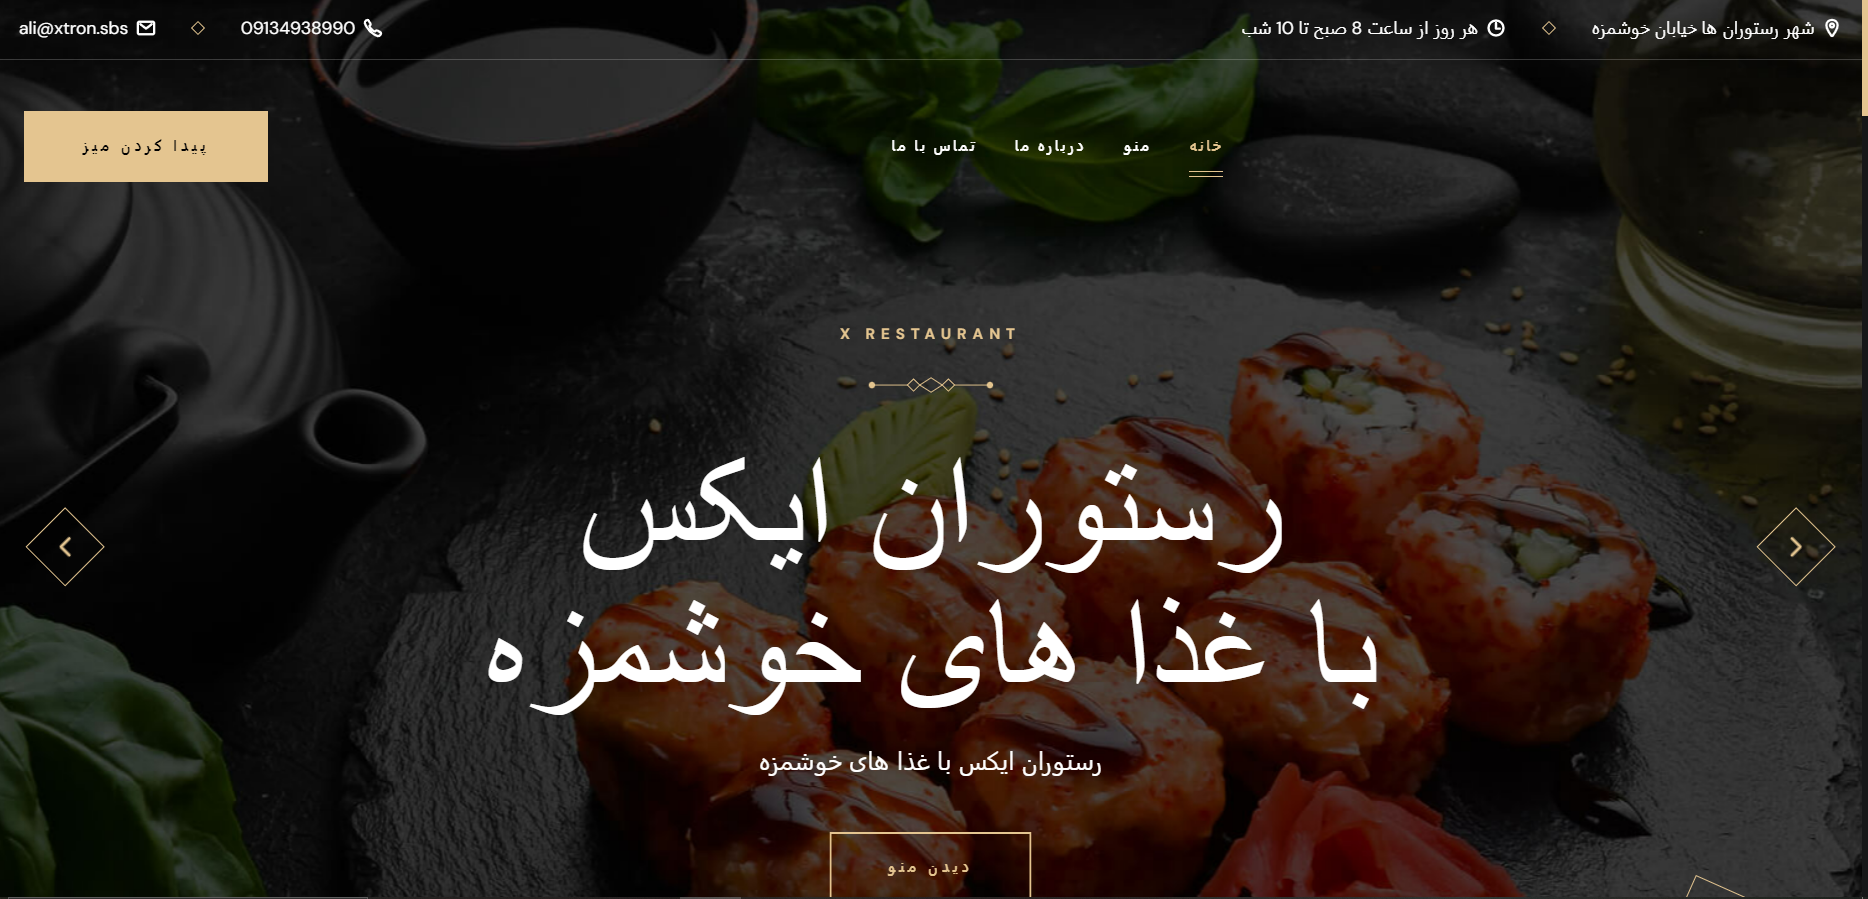 شهر رستوران ها خیابان خوشمزه
هر روز از ساعت 8 صبح تا 10 شب
09134938990
ali@xtron.sbs
خانه
منو
درباره ما
تماس با ما
پیدا کردن میز
X RESTAURANT
رستوران ایکس
با غذا های خوشمزه
رستوران ایکس با غذا های خوشمزه
دیدن منو